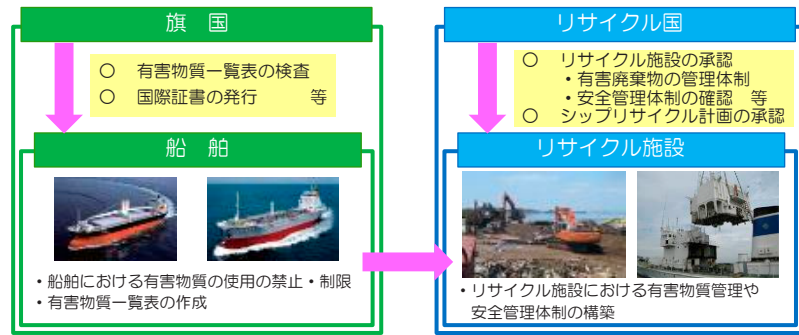 旗 国
○ 有害物質一覧表の検査
○ 国際証書の発行 等
船 舶
・船舶における有害物質の使用の禁止・制限
・有害物質一覧表の作成
リサイクル国
○ リサイクル施設の承認
・有害廃棄物の管理体制
・安全管理体制の確認 等
○ シップリサイクル計画の承認
リサイクル施設
・リサイクル施設における有害物質管理や
安全管理体制の構築